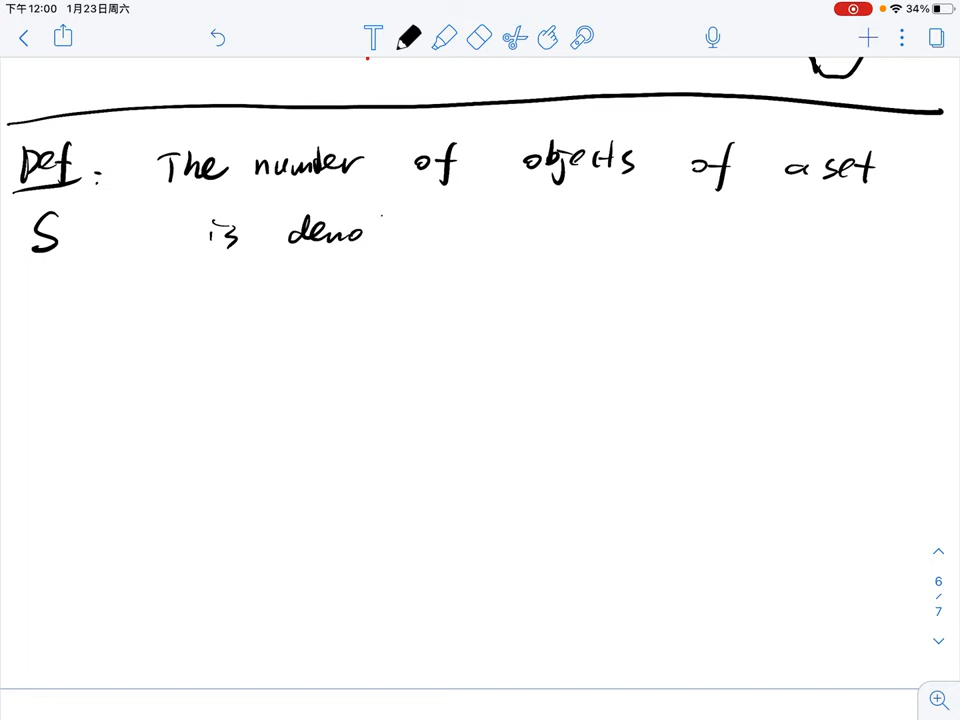 下午12:00 1月23日周六 34%
T
Def: The number of objects of a set
S is deno
6
/
7